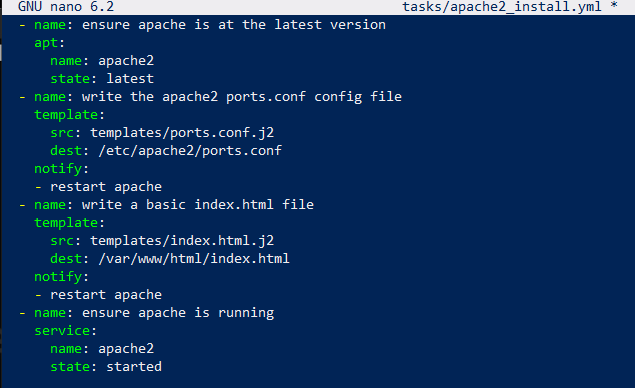 GNU nano 6.2 tasks/apache2_install.yml *
- name: ensure apache is at the latest version
  apt:
    name: apache2
    state: latest
- name: write the apache2 ports.conf config file
  template:
    src: templates/ports.conf.j2
    dest: /etc/apache2/ports.conf
  notify:
  - restart apache
- name: write a basic index.html file
  template:
    src: templates/index.html.j2
    dest: /var/www/html/index.html
  notify:
  - restart apache
- name: ensure apache is running
  service:
    name: apache2
    state: started